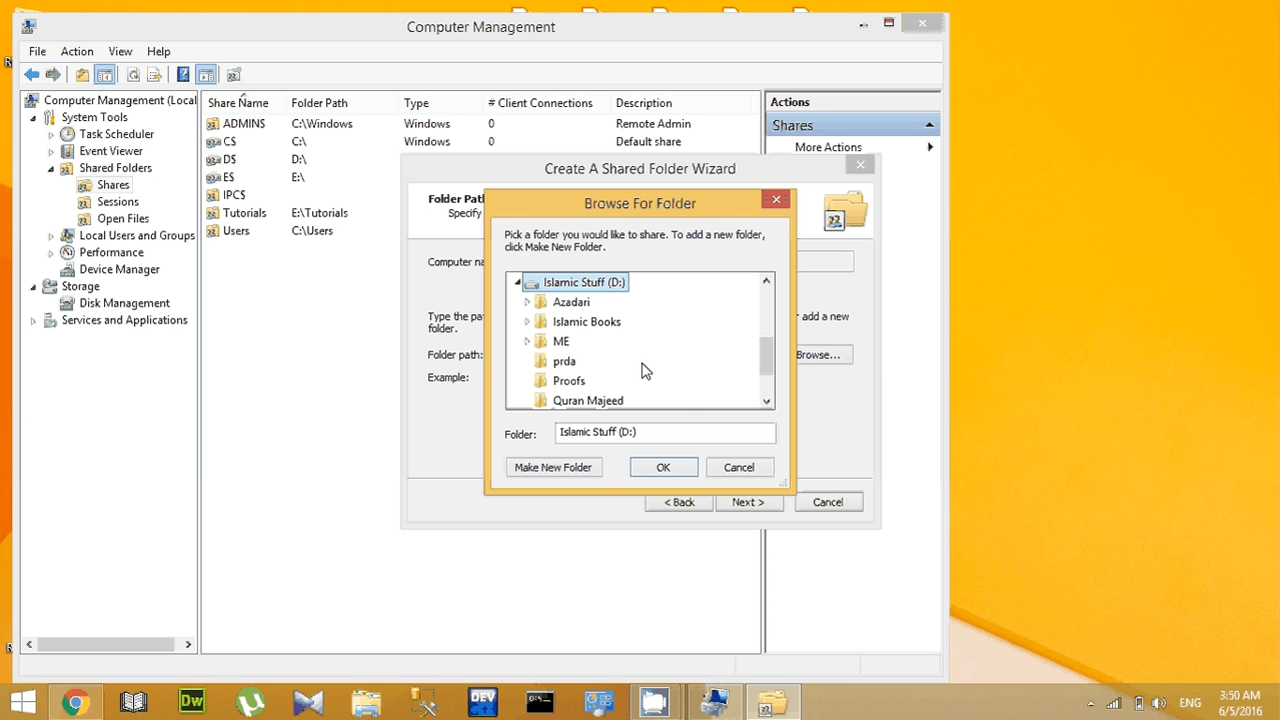 Computer Management
File Action View Help
Computer Management (Local
System Tools
Task Scheduler
Event Viewer
Shared Folders
Shares
Sessions
Open Files
Local Users and Groups
Performance
Device Manager
Storage
Disk Management
Services and Applications
Share Name Folder Path Type # Client Connections Description
ADMIN$ C:\Windows Windows 0 Remote Admin
C$ C:\ Windows 0 Default share
D$ D:\
E$ E:\
IPC$
Tutorials E:\Tutorials
Users C:\Users
Actions
Shares
More Actions
Create A Shared Folder Wizard
Folder Pat
Specify
Computer na
Type the pa
folder.
or add a new
Folder path:
Browse...
Example:
< Back Next > Cancel
Browse For Folder
Pick a folder you would like to share. To add a new folder,
click Make New Folder.
Islamic Stuff (D:)
Azadari
Islamic Books
ME
prda
Proofs
Quran Majeed
Folder: Islamic Stuff (D:)
Make New Folder OK Cancel
Dw
DEV
ENG
3:50 AM
6/5/2016